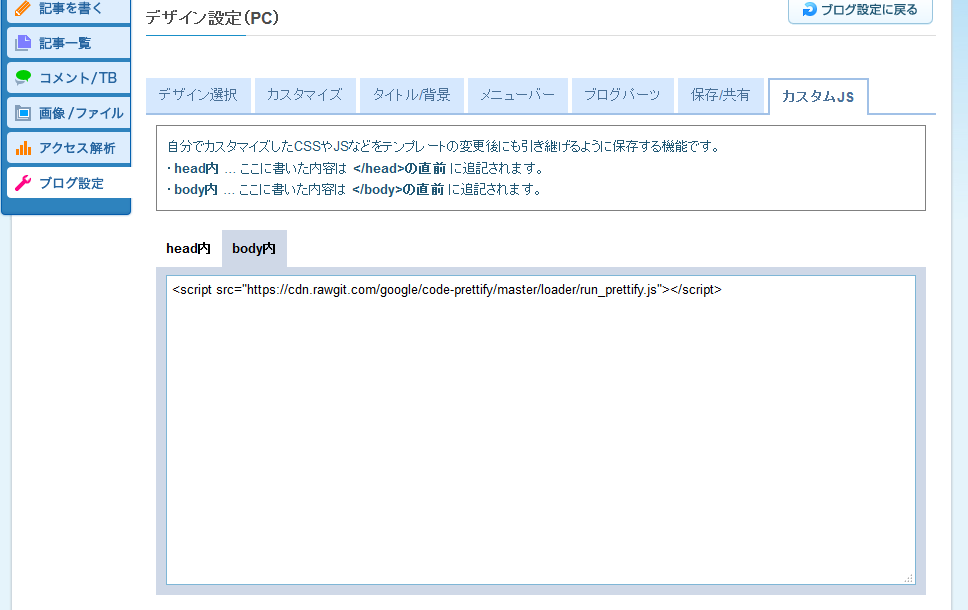 記事を書く
記事一覧
コメント/TB
画像/ファイル
アクセス解析
ブログ設定
デザイン設定(PC)
ブログ設定に戻る
デザイン選択
カスタマイズ
タイトル/背景
メニューバー
ブログパーツ
保存/共有
カスタムJS
自分でカスタマイズしたCSSやJSなどをテンプレートの変更後にも引き継げるように保存する機能です。
・head内 … ここに書いた内容は </head>の直前 に追記されます。
・body内 … ここに書いた内容は </body>の直前 に追記されます。
head内
body内
<script src="https://cdn.rawgit.com/google/code-prettify/master/loader/run_prettify.js"></script>